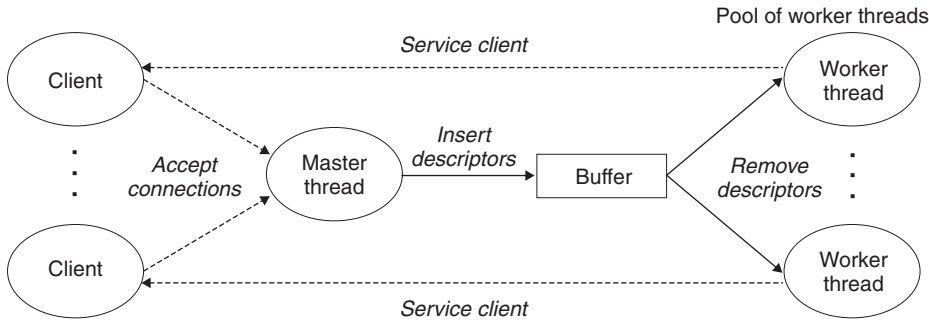 Pool of worker threads
Service client
Client
Worker
thread
Insert
descriptors
Accept
connections
Master
thread
Buffer
Remove
descriptors
Client
Worker
thread
Service client